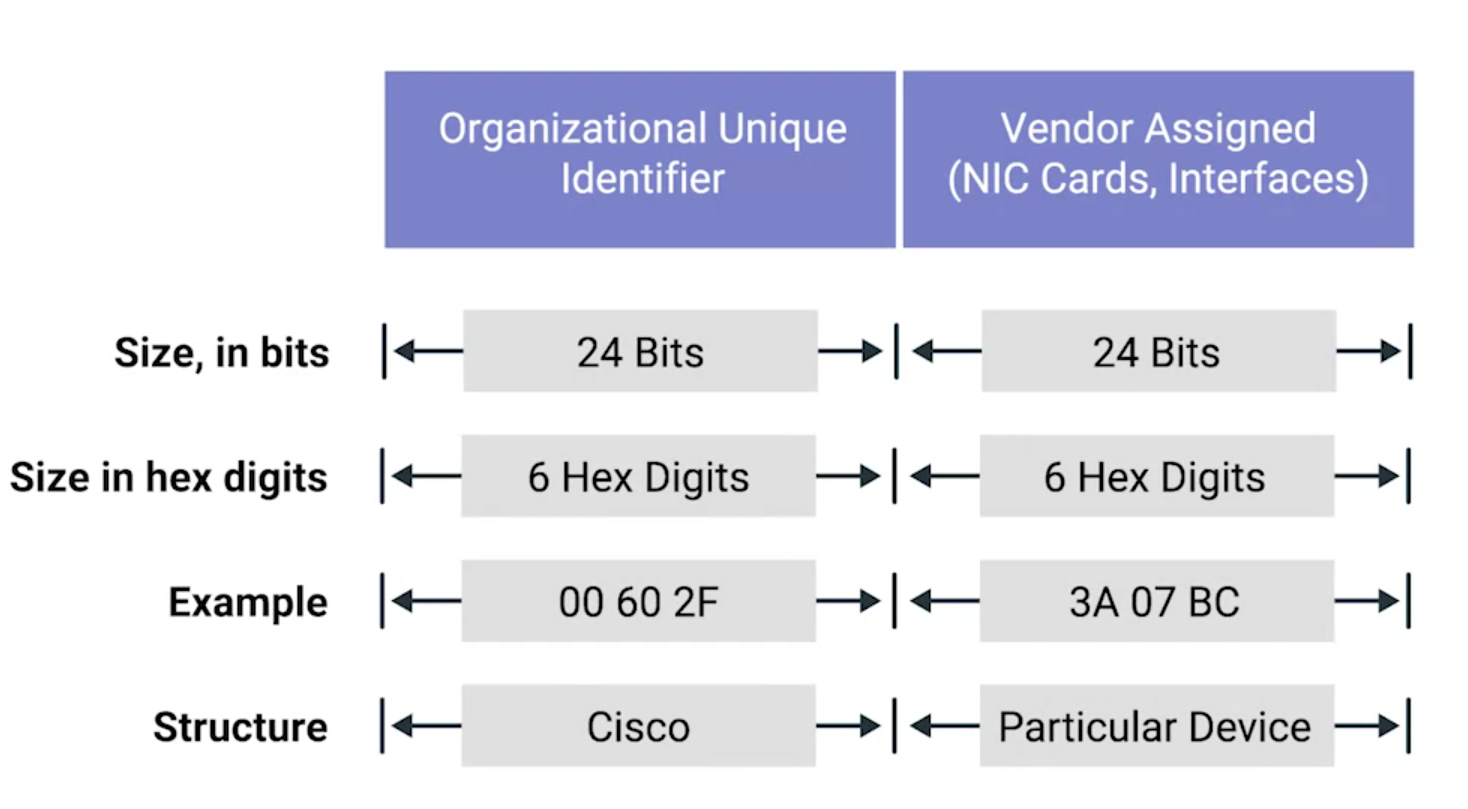 Organizational Unique
Identifier
Vendor Assigned
(NIC Cards, Interfaces)
Size, in bits 24 Bits 24 Bits
Size in hex digits 6 Hex Digits 6 Hex Digits
Example 00 60 2F 3A 07 BC
Structure Cisco Particular Device